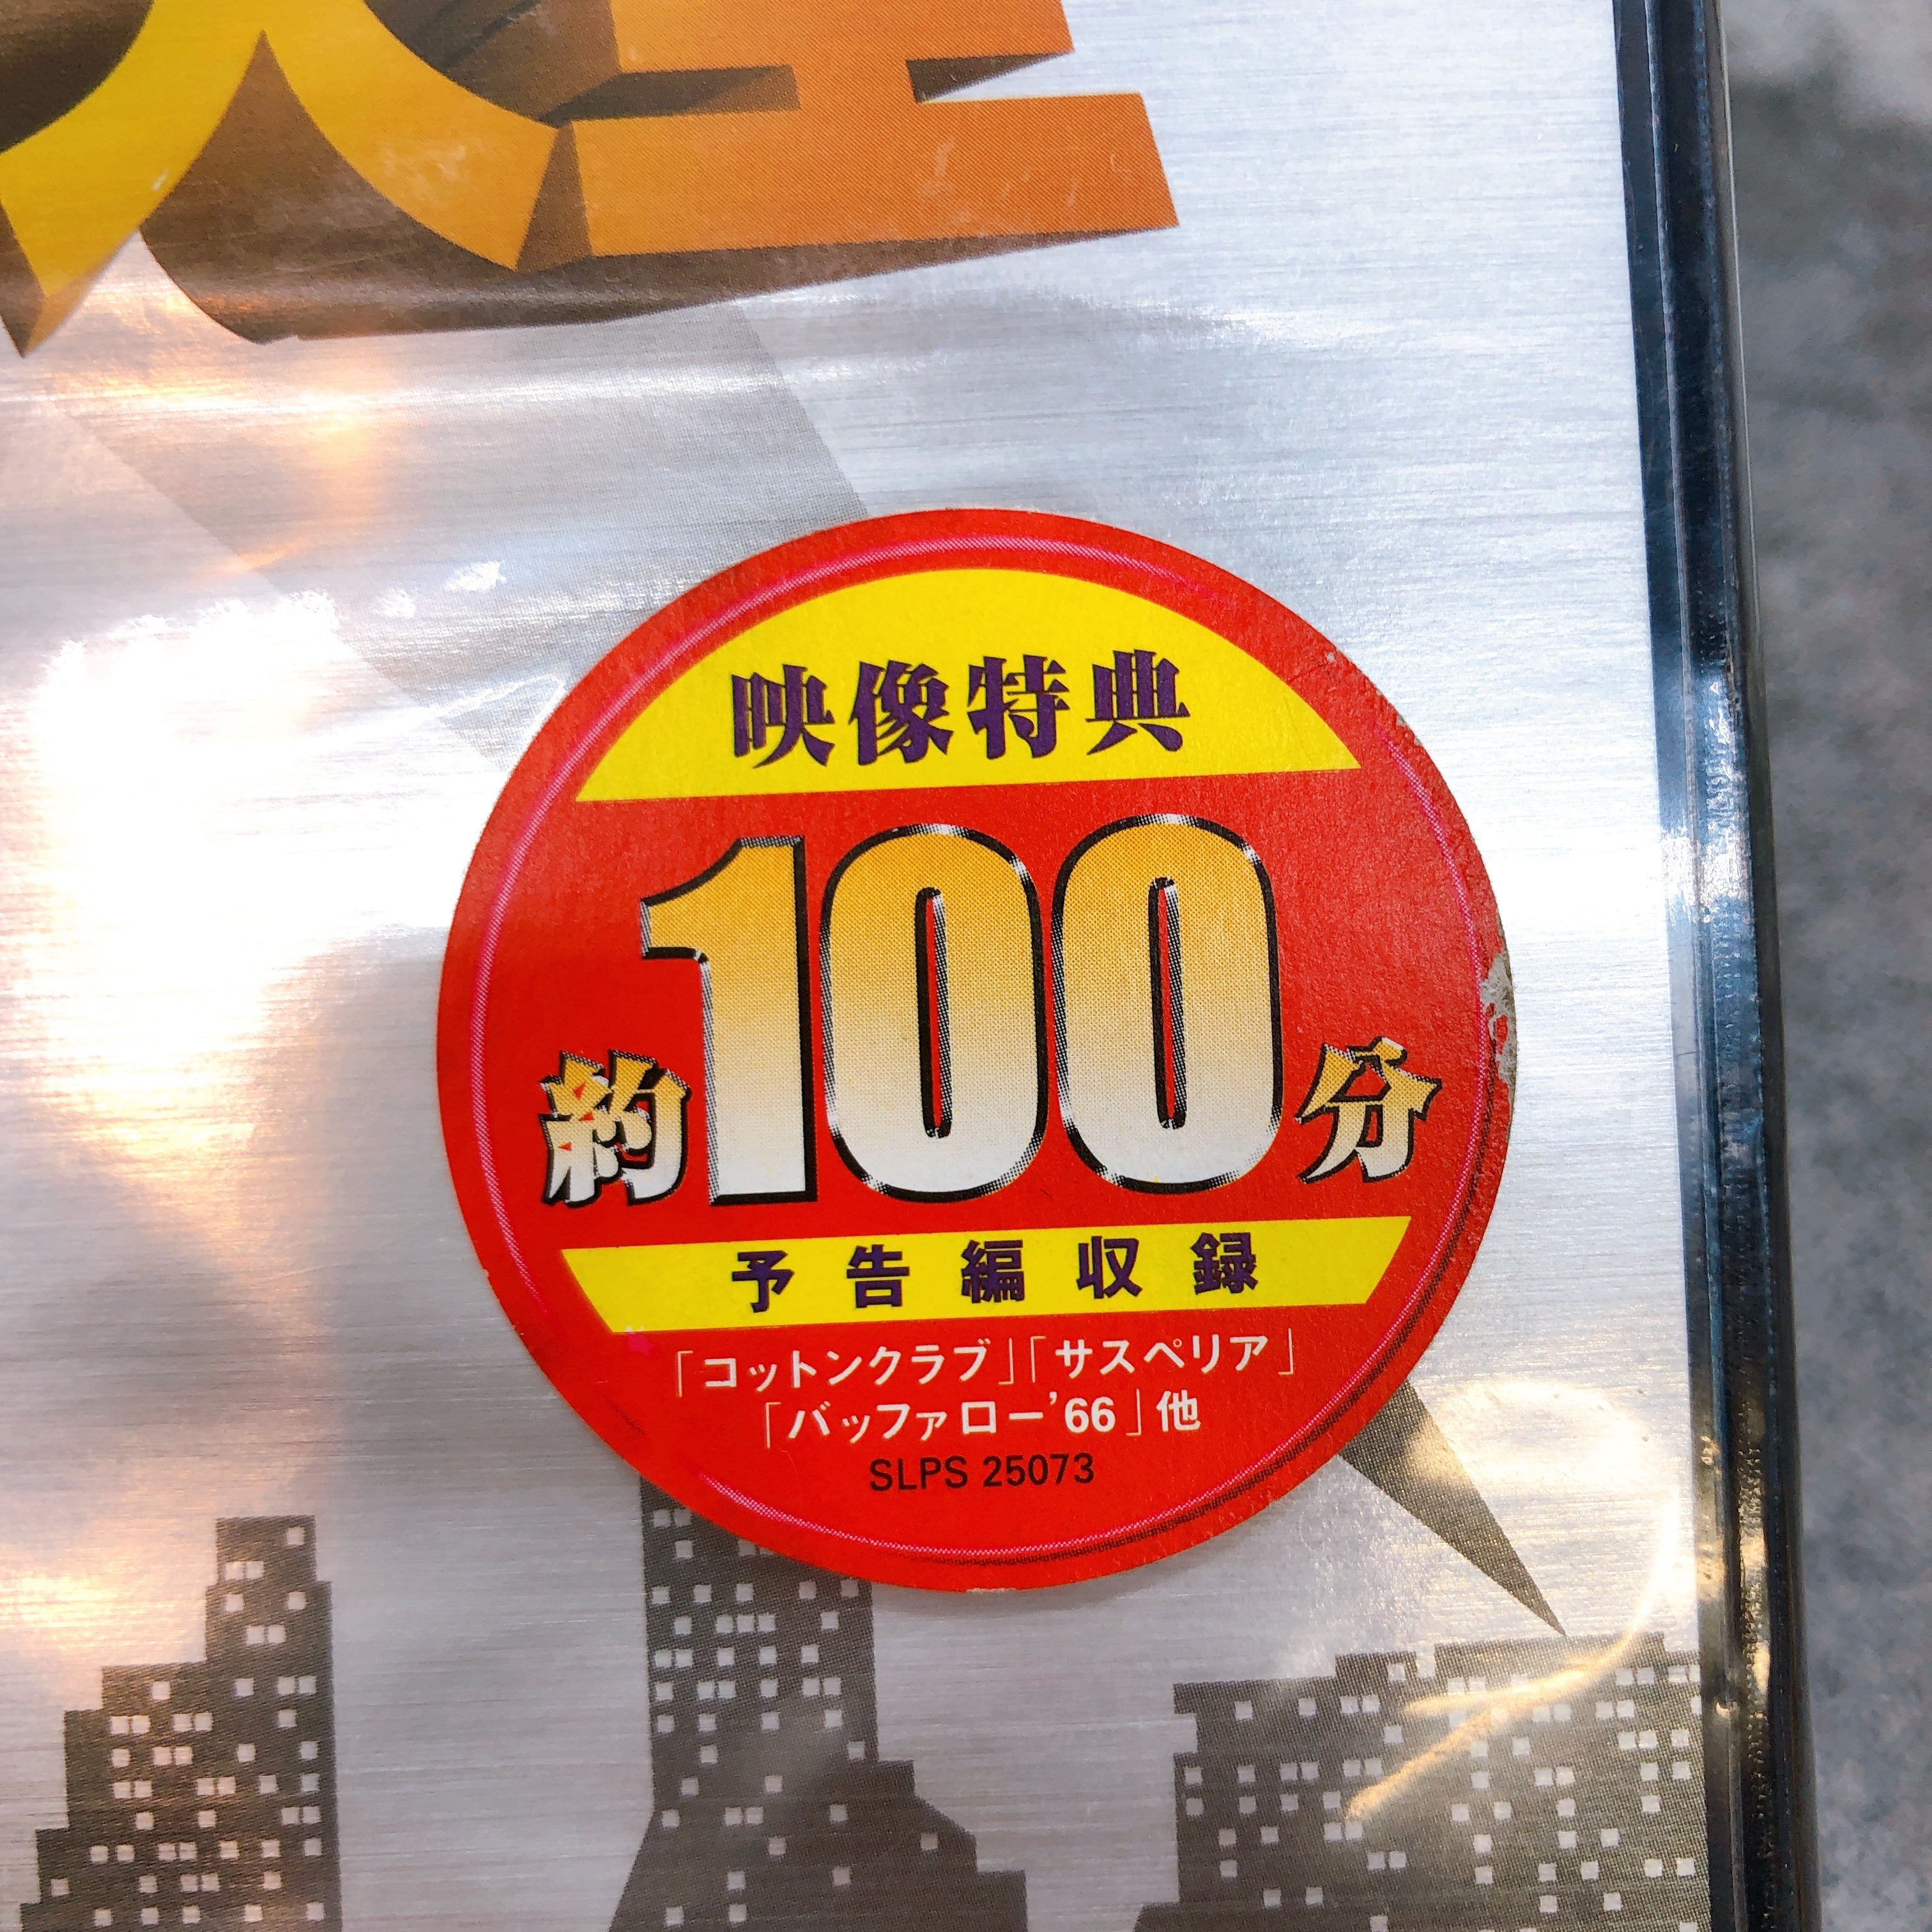 映像特典
約100分
予告編収録
「コットンクラブ」「サスペリア」
「バッファロー'66」他
SLPS 25073